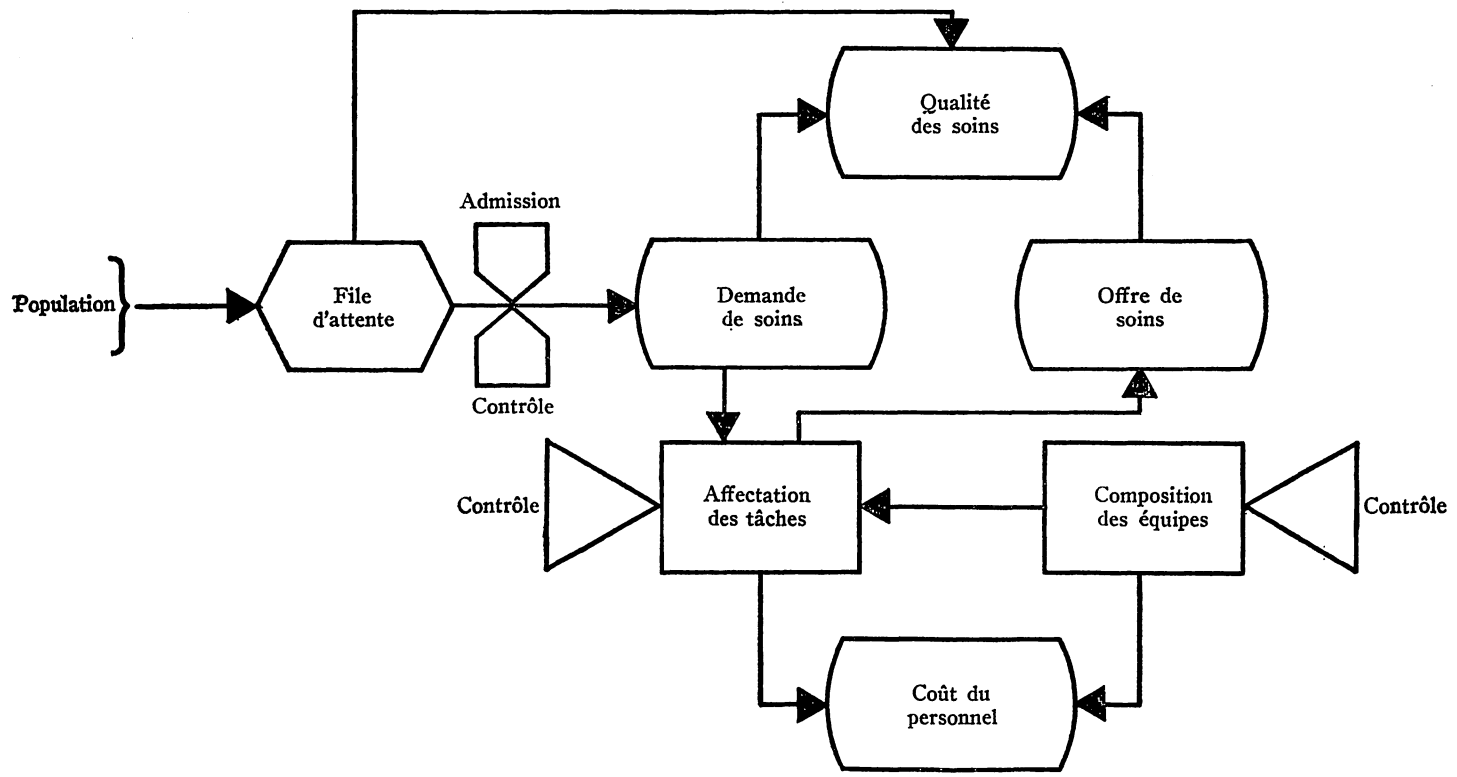 Qualité
des soins
Admission
Population
File
d'attente
Demande
de soins
Offre de
soins
Contrôle
Contrôle
Affectation
des tâches
Composition
des équipes
Contrôle
Coût du
personnel